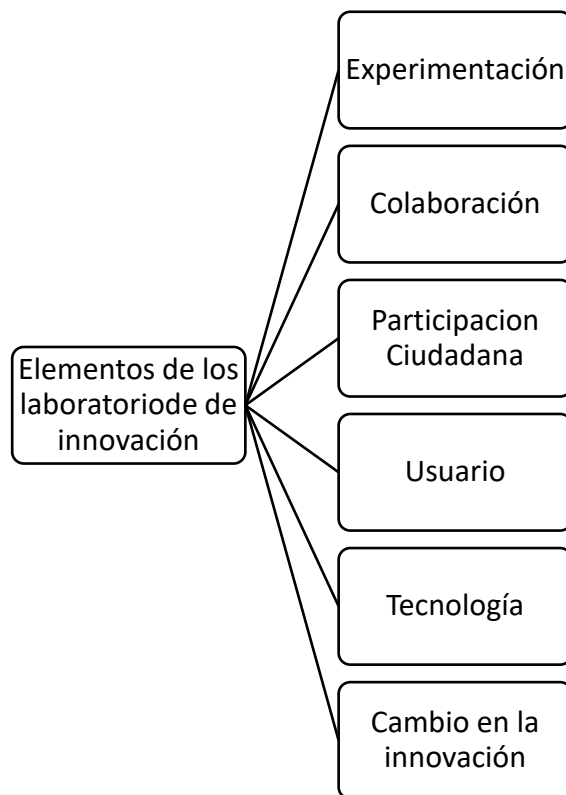 Elementos de los
laboratoriode de
innovación
Experimentación
Colaboración
Participacion
Ciudadana
Usuario
Tecnología
Cambio en la
innovación